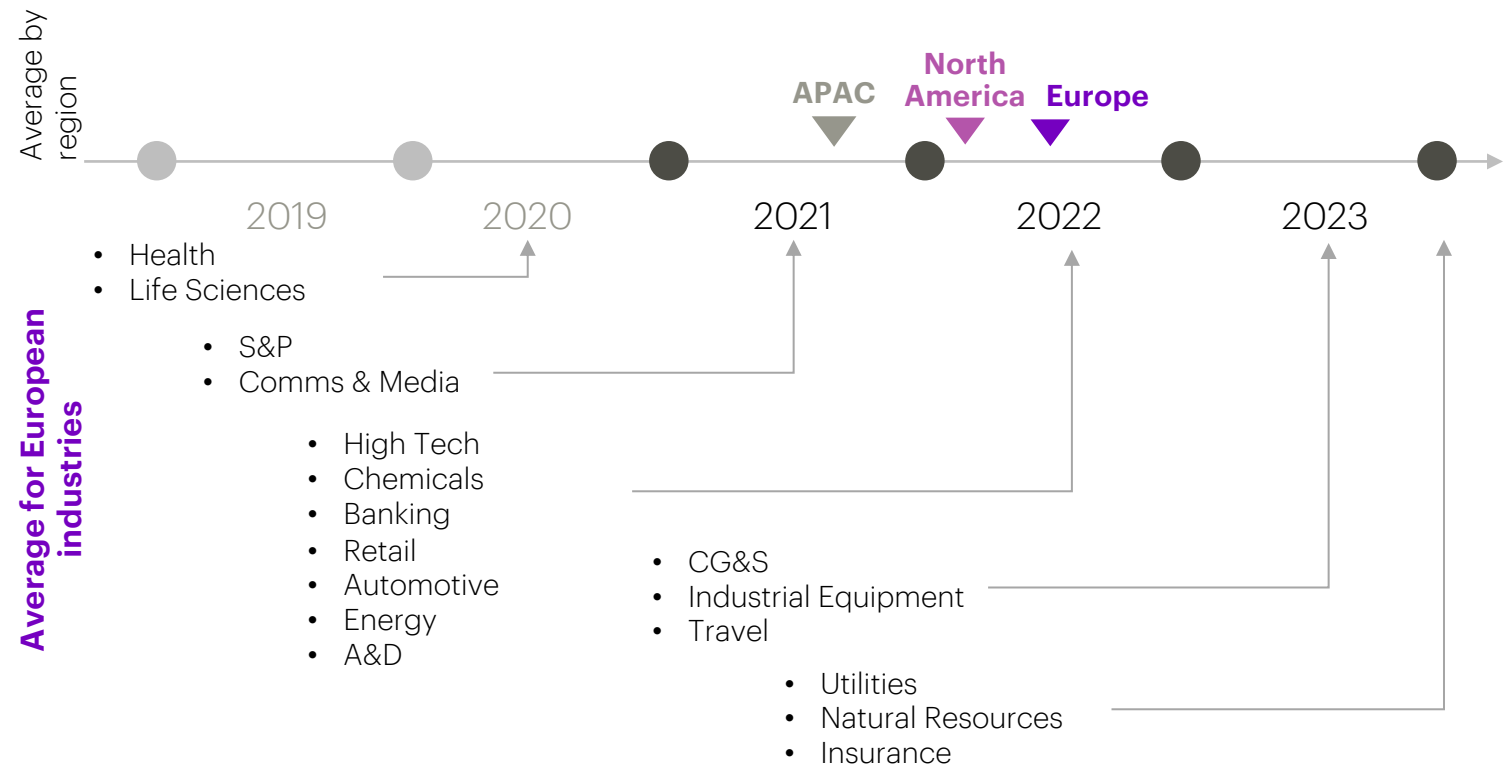 Average by
region
APAC
North
America
Europe
2019
2020
2021
2022
2023
Average for European
industries
• Health
• Life Sciences
• S&P
• Comms & Media
• High Tech
• Chemicals
• Banking
• Retail
• Automotive
• Energy
• A&D
• CG&S
• Industrial Equipment
• Travel
• Utilities
• Natural Resources
• Insurance